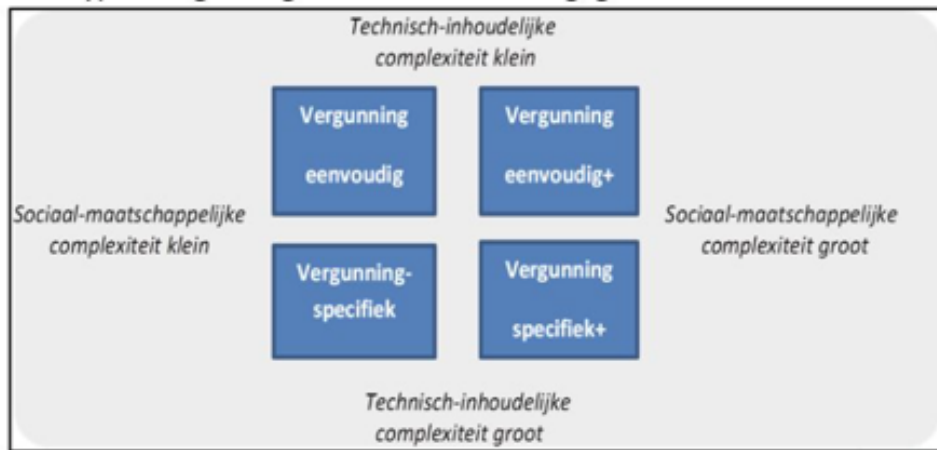 Technisch-inhoudelijke
complexiteit klein
Vergunning
eenvoudig
Vergunning
eenvoudig+
Sociaal-maatschappelijke
complexiteit klein
Sociaal-maatschappelijke
complexiteit groot
Vergunning-
specifiek
Vergunning
specifiek+
Technisch-inhoudelijke
complexiteit groot